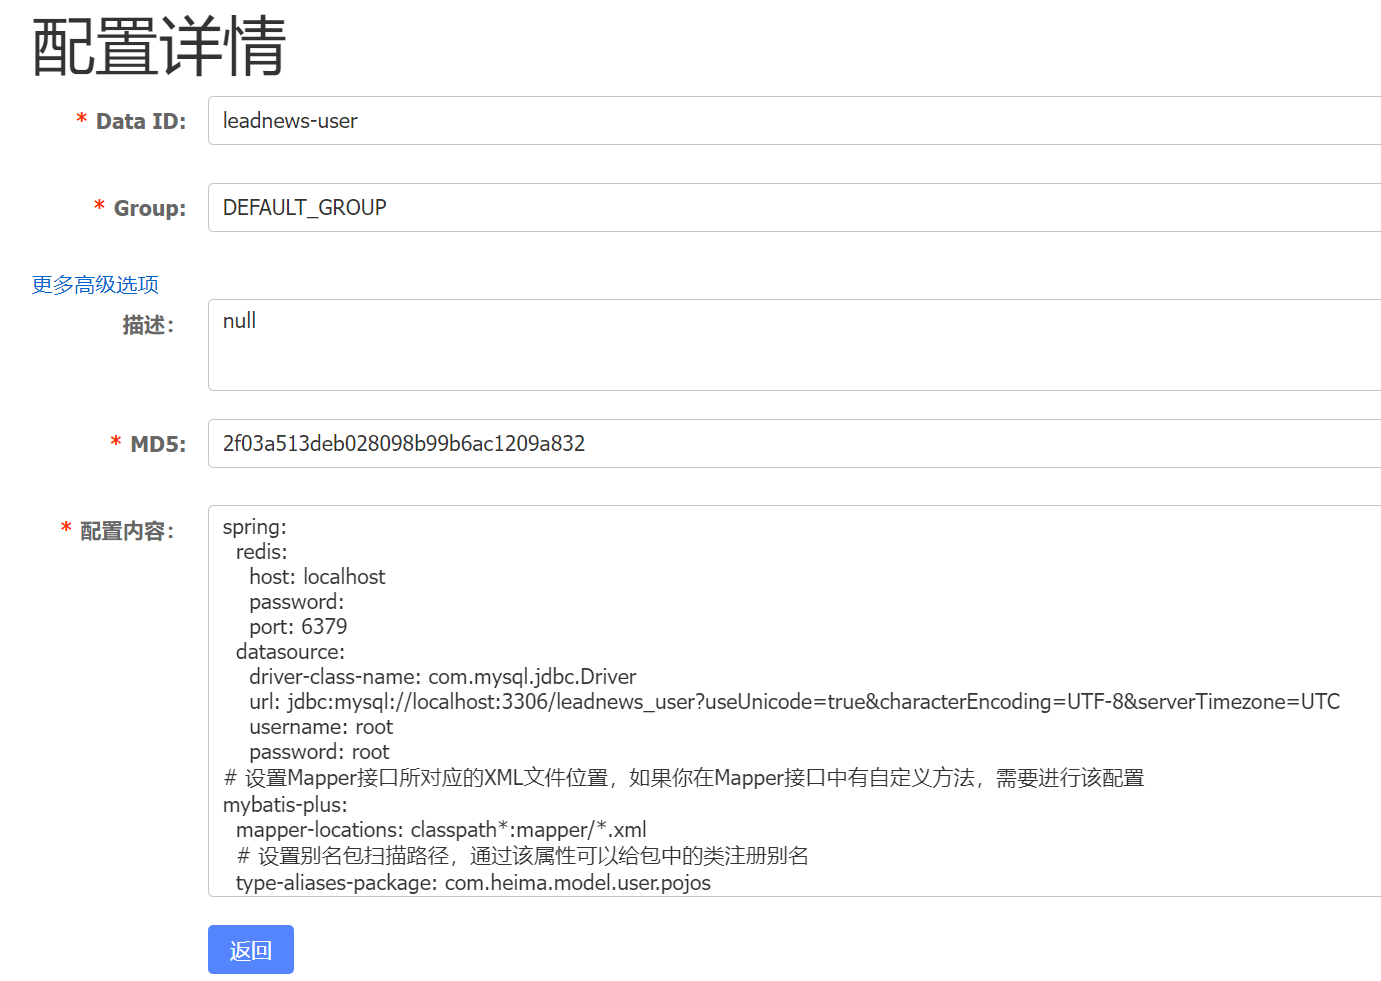 配置详情
* Data ID: leadnews-user
* Group: DEFAULT_GROUP
更多高级选项
描述: null
* MD5: 2f03a513deb028098b99b6ac1209a832
* 配置内容: spring:
  redis:
    host: localhost
    password:
    port: 6379
  datasource:
    driver-class-name: com.mysql.jdbc.Driver
    url: jdbc:mysql://localhost:3306/leadnews_user?useUnicode=true&characterEncoding=UTF-8&serverTimezone=UTC
    username: root
    password: root
# 设置Mapper接口所对应的XML文件位置，如果你在Mapper接口中有自定义方法，需要进行该配置
mybatis-plus:
  mapper-locations: classpath*:mapper/*.xml
  # 设置别名包扫描路径，通过该属性可以给包中的类注册别名
  type-aliases-package: com.heima.model.user.pojos
返回